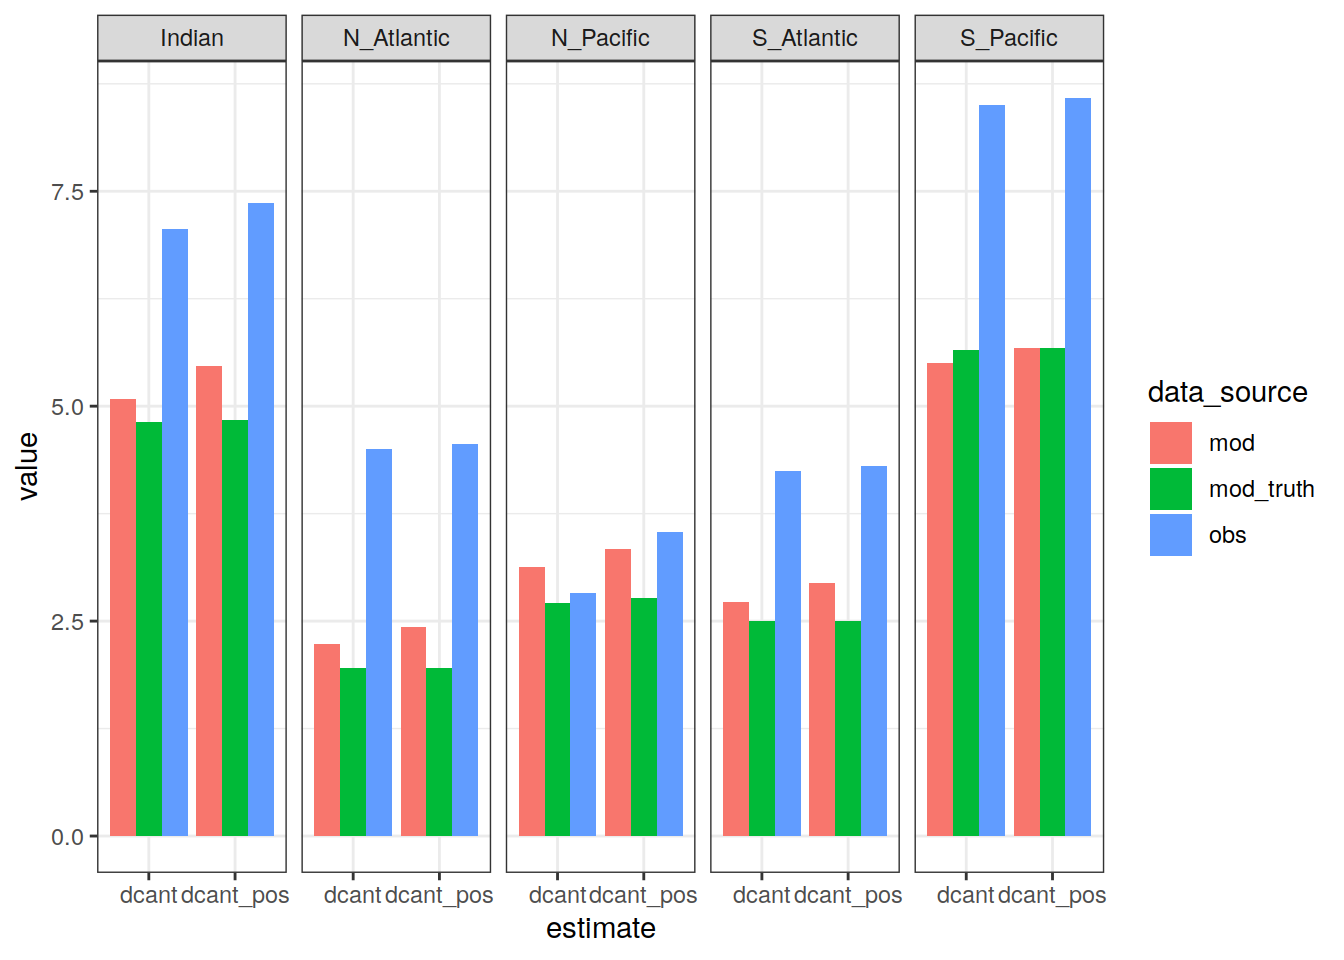 Indian N_Atlantic N_Pacific S_Atlantic S_Pacific
7.5
5.0
2.5
0.0
value
dcant dcant_pos dcant dcant_pos dcant dcant_pos dcant dcant_pos dcant dcant_pos
estimate
data_source
mod
mod_truth
obs